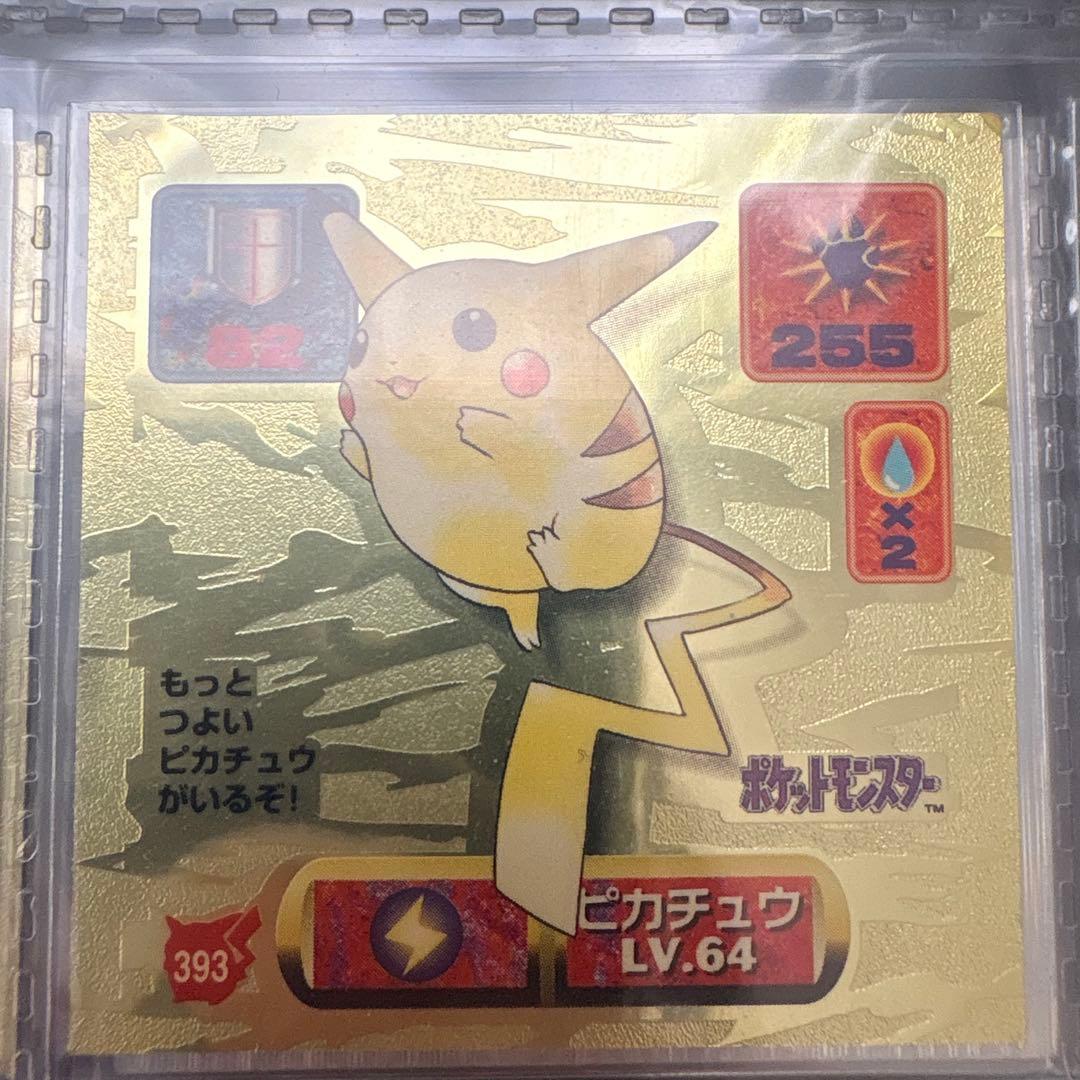 82
255
×
2
もっと
つよい
ピカチュウ
がいるぞ!
ポケットモンスター
TM
ピカチュウ
LV.64
393